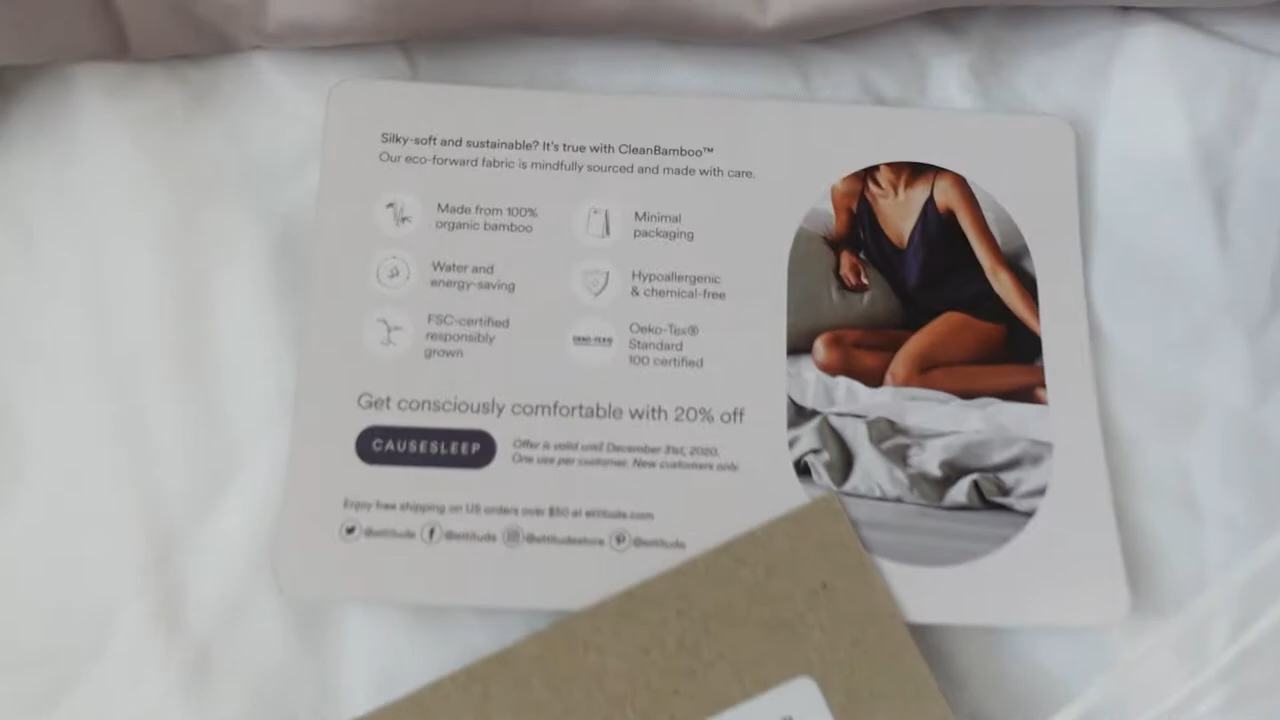 Silky-soft and sustainable? It's true with CleanBamboo™
Our eco-forward fabric is mindfully sourced and made with care.
Made from 100%
organic bamboo
Minimal
packaging
Water and
energy-saving
Hypoallergenic
& chemical-free
FSC-certified
responsibly
grown
OEKO-TEX®
Oeko-Tex®
Standard
100 certified
Get consciously comfortable with 20% off
CAUSESLEEP
Offer is valid until December 31st, 2020.
One use per customer. New customers only.
Enjoy free shipping on US orders over $50 at ettitude.com
@ettitude @ettitude @ettitudestore @ettitude